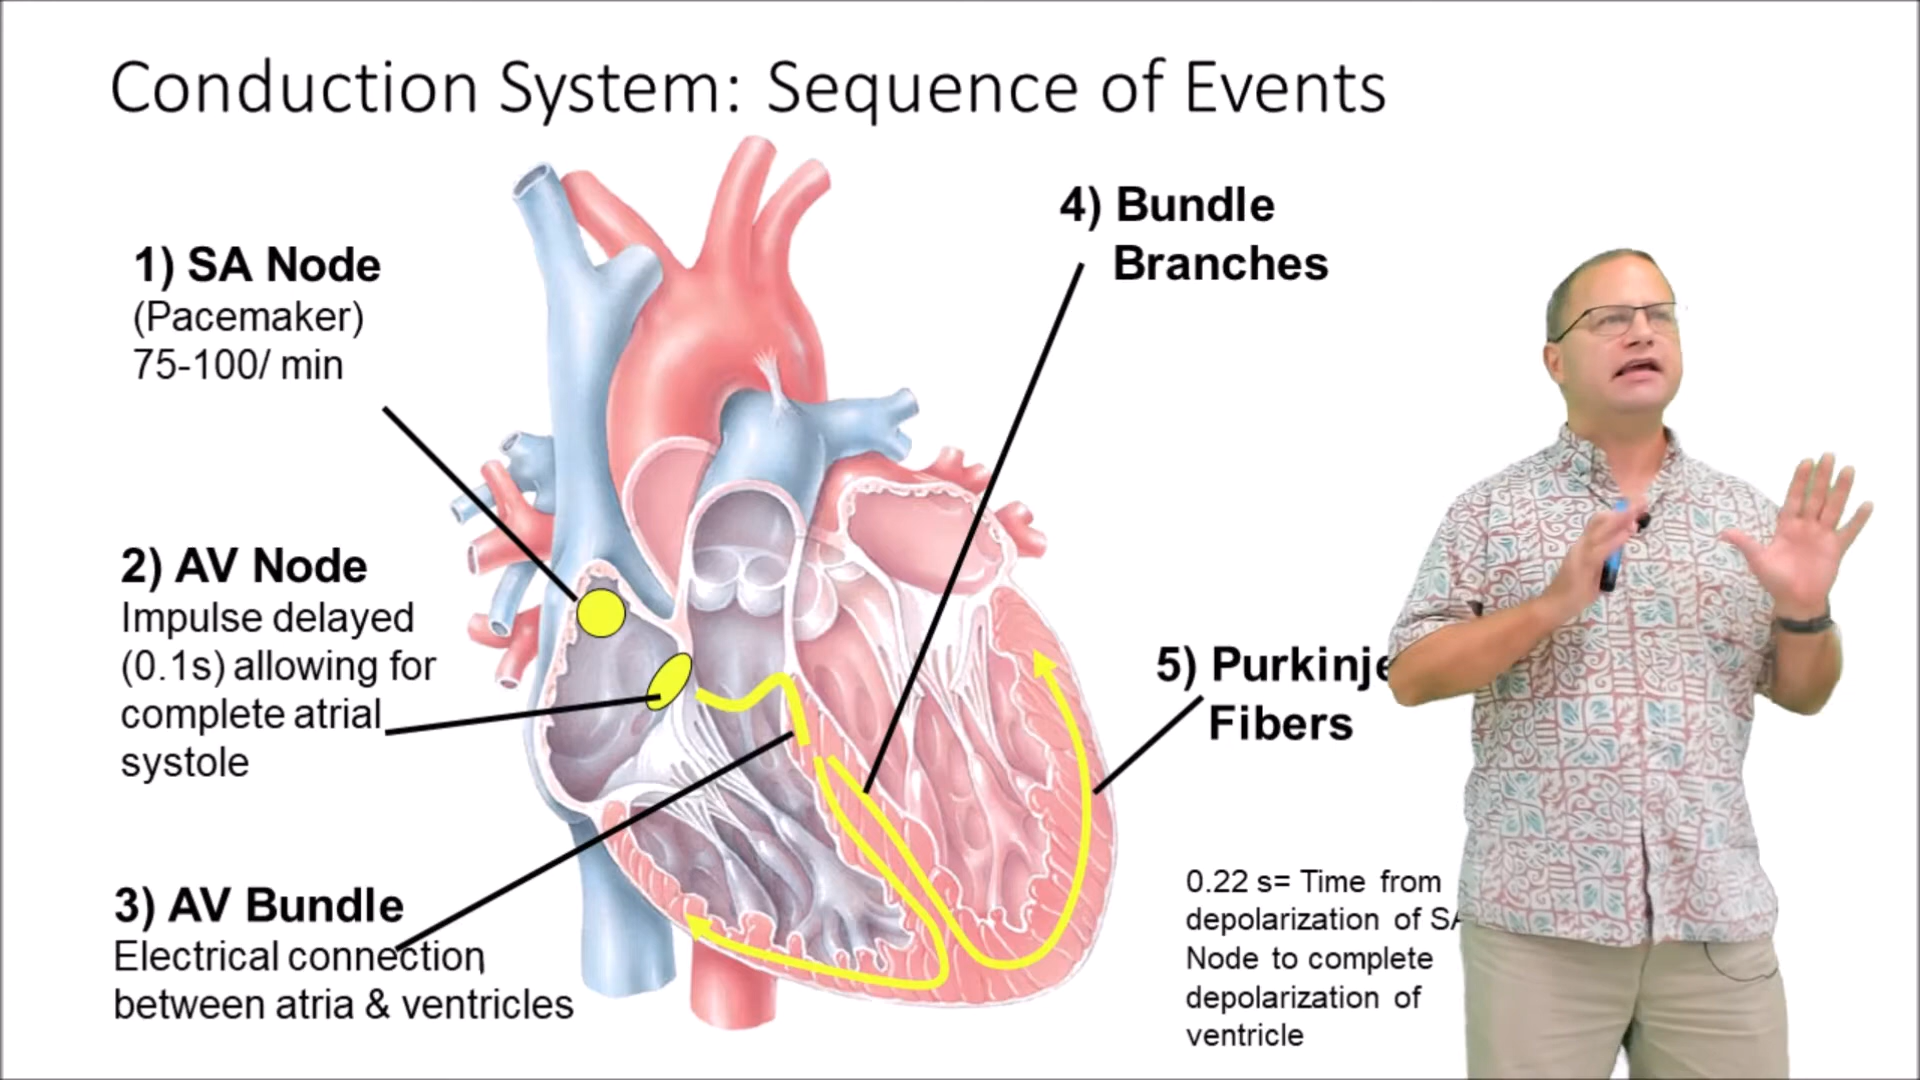 Conduction System: Sequence of Events
1) SA Node
(Pacemaker)
75-100/ min
2) AV Node
Impulse delayed
(0.1s) allowing for
complete atrial
systole
3) AV Bundle
Electrical connection
between atria & ventricles
4) Bundle
Branches
5) Purkinje
Fibers
0.22 s= Time from
depolarization of SA
Node to complete
depolarization of
ventricle